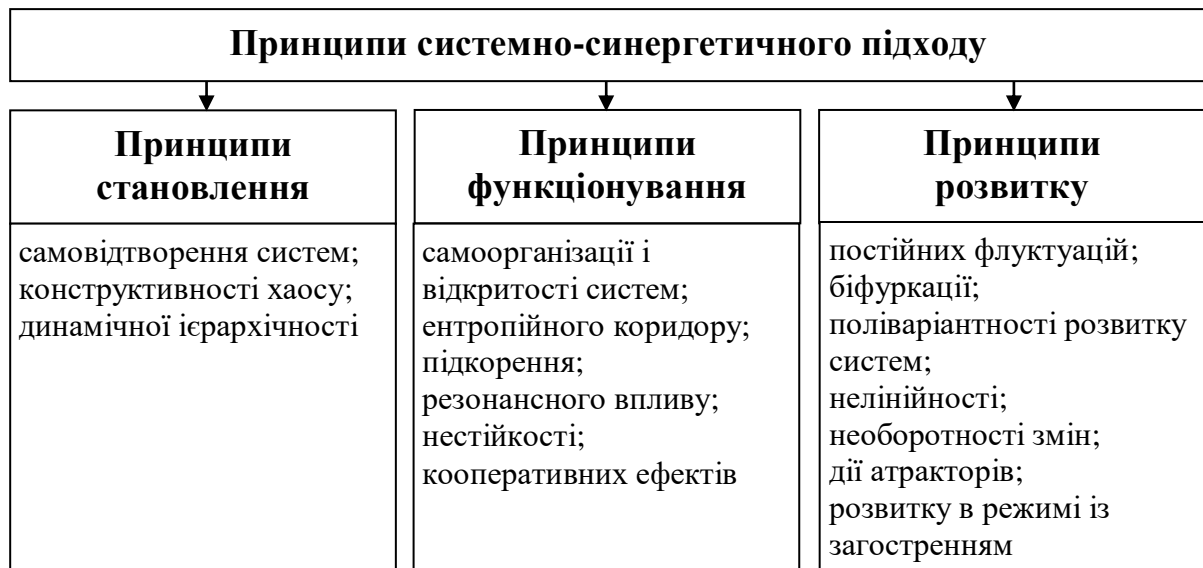 Принципи системно-синергетичного підходу
Принципи
становлення
самовідтворення систем;
конструктивності хаосу;
динамічної ієрархічності
Принципи
функціонування
самоорганізації і
відкритості систем;
ентропійного коридору;
підкорення;
резонансного впливу;
нестійкості;
кооперативних ефектів
Принципи
розвитку
постійних флуктуацій;
біфуркації;
поліваріантності розвитку
систем;
нелінійності;
необоротності змін;
дії атракторів;
розвитку в режимі із
загостренням